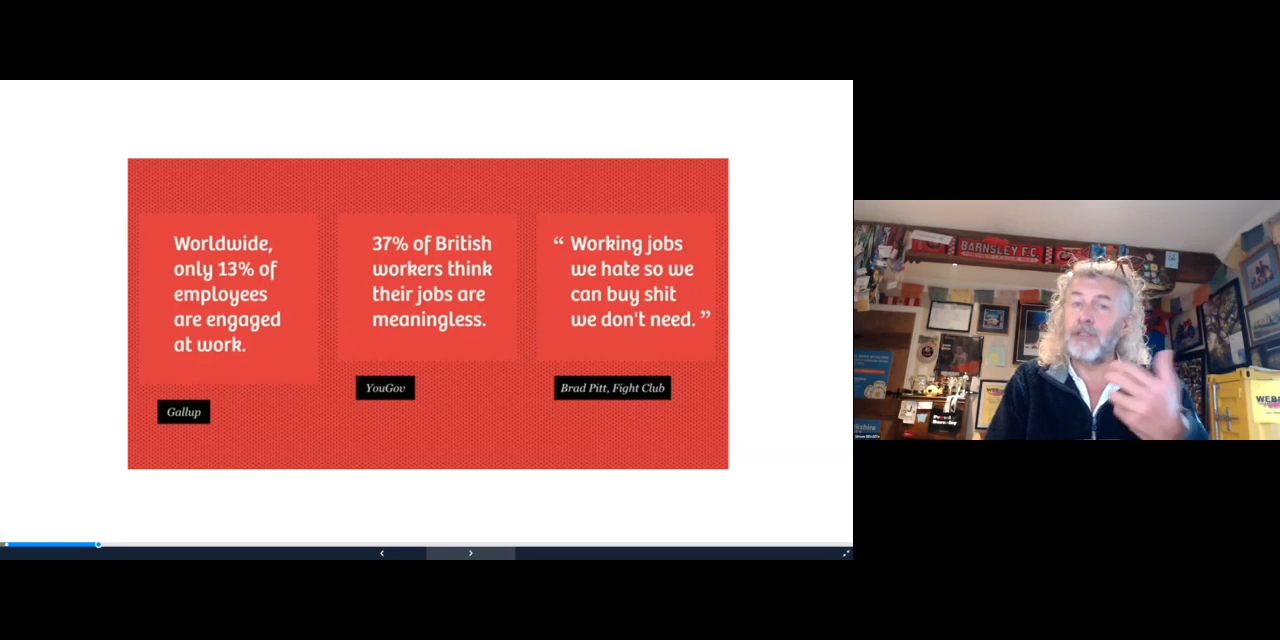 Worldwide,
only 13% of
employees
are engaged
at work.
Gallup
37% of British
workers think
their jobs are
meaningless.
YouGov
“ Working jobs
we hate so we
can buy shit
we don't need. ”
Brad Pitt, Fight Club
BARNSLEY F.C.